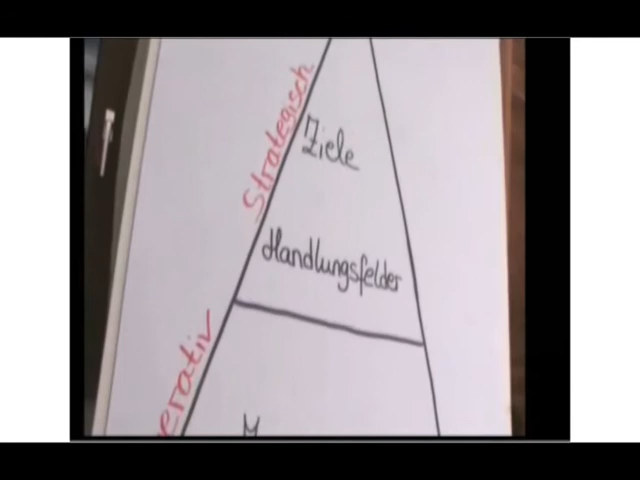 Strategisch
Ziele
Handlungsfelder
erativ
M